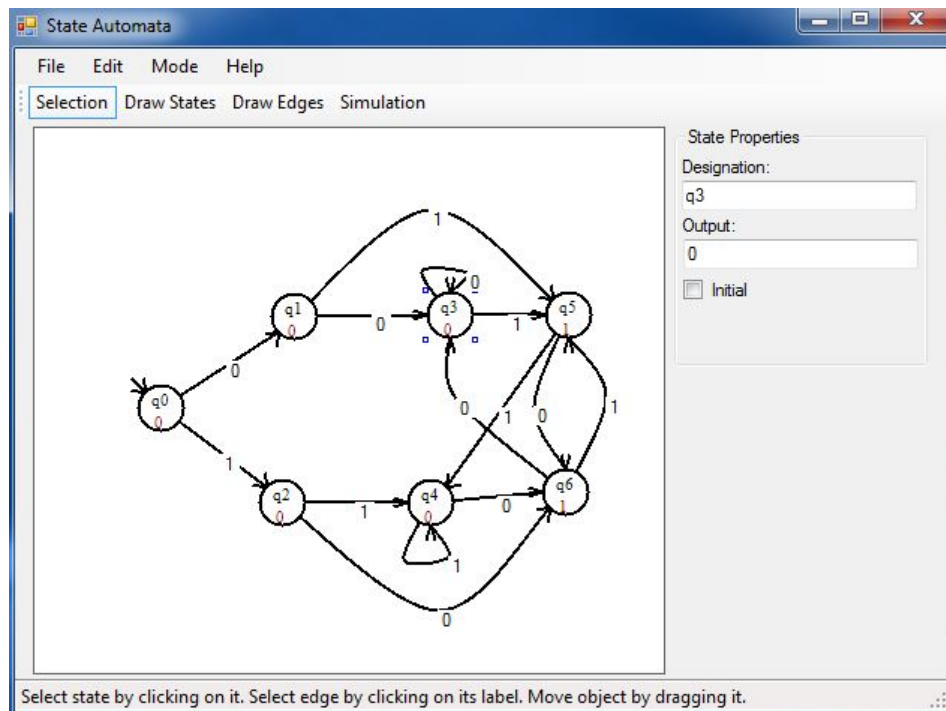 State Automata
File Edit Mode Help
Selection Draw States Draw Edges Simulation
State Properties
Designation:
q3
Output:
0
Initial
1
0
q1
0
0
q3
0
1
q5
1
0
q0
0
0
1
0
1
1
q2
0
1
q4
0
0
q6
1
1
0
Select state by clicking on it. Select edge by clicking on its label. Move object by dragging it.